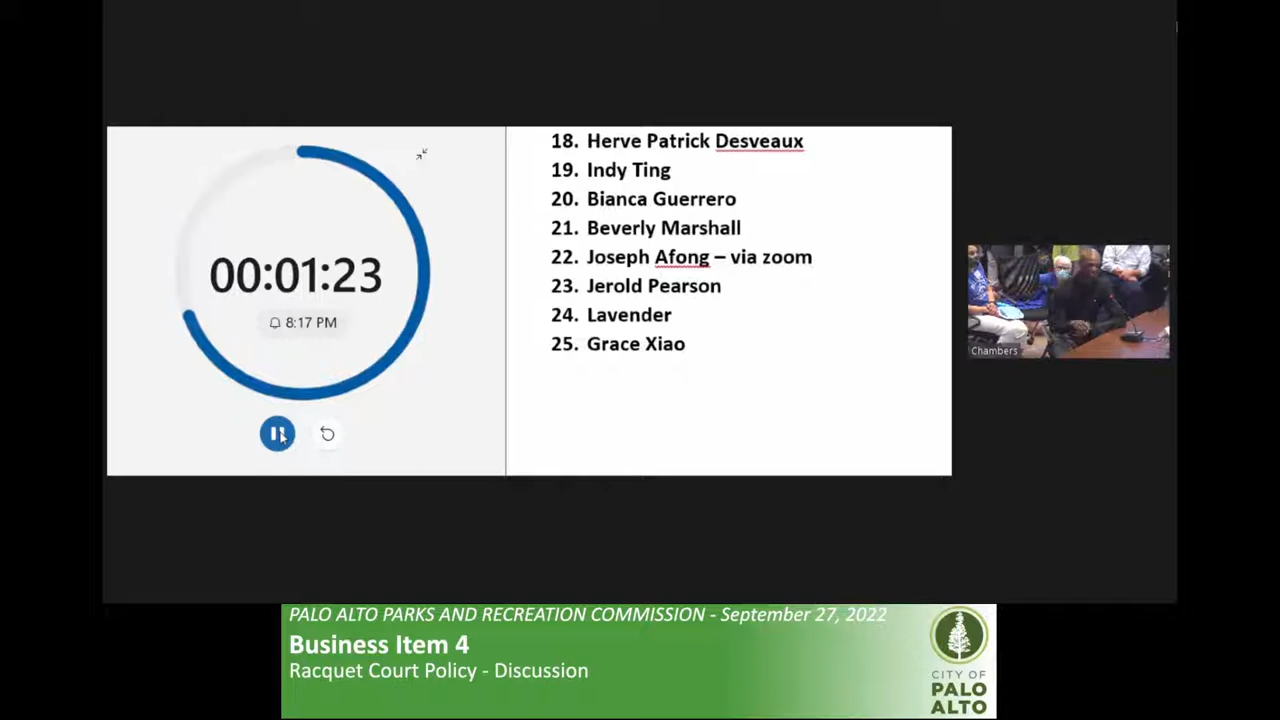 00:01:23
8:17 PM
18. Herve Patrick Desveaux
19. Indy Ting
20. Bianca Guerrero
21. Beverly Marshall
22. Joseph Afong – via zoom
23. Jerold Pearson
24. Lavender
25. Grace Xiao
Chambers
PALO ALTO PARKS AND RECREATION COMMISSION - September 27, 2022
Business Item 4
Racquet Court Policy - Discussion
CITY OF
PALO
ALTO